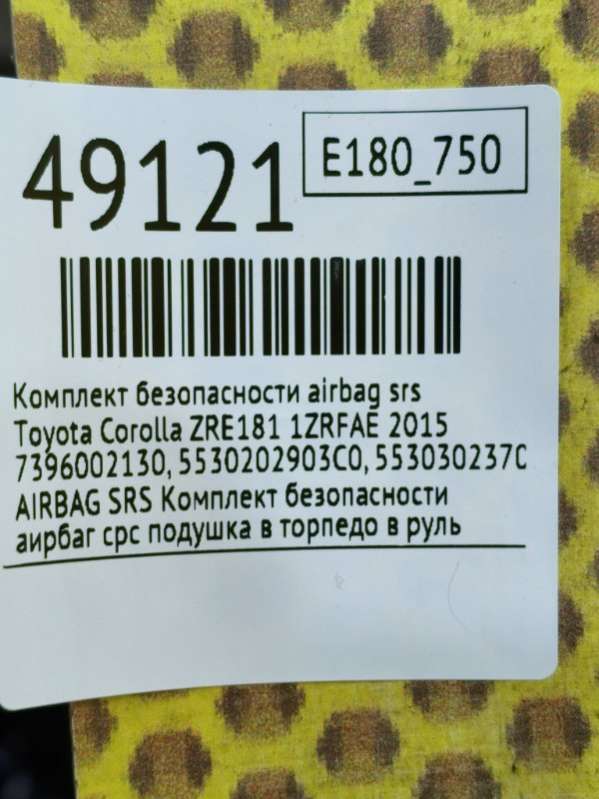 49121
E180_750
Комплект безопасности airbag srs
Toyota Corolla ZRE181 1ZRFAE 2015
7396002130, 5530202903C0, 553030237C
AIRBAG SRS Комплект безопасности
аирбаг срс подушка в торпедо в руль